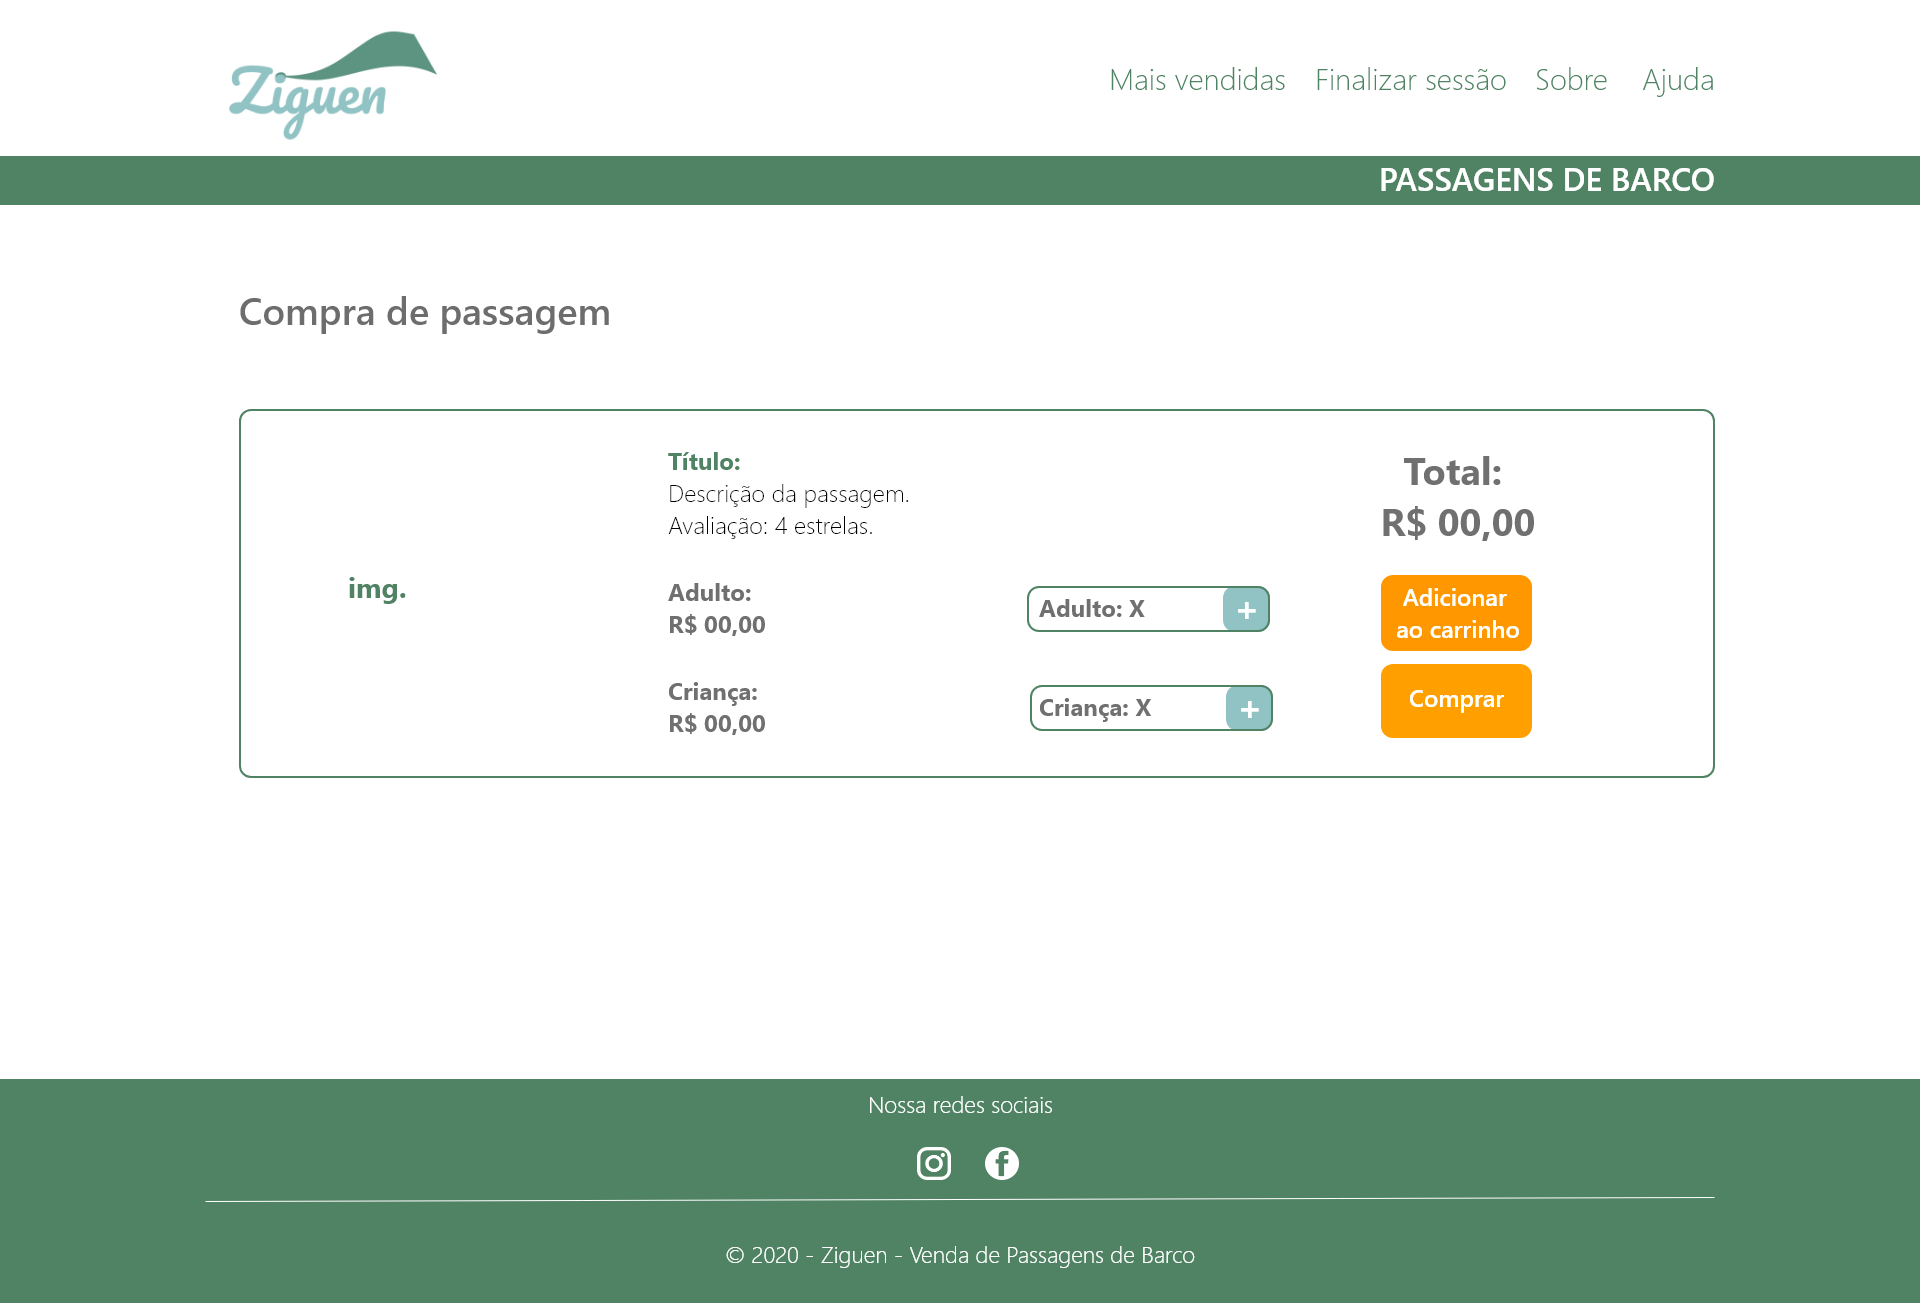 Ziguen
Mais vendidas Finalizar sessão Sobre Ajuda
PASSAGENS DE BARCO
Compra de passagem
img.
Título:
Descrição da passagem.
Avaliação: 4 estrelas.
Adulto:
R$ 00,00
Criança:
R$ 00,00
Adulto: X +
Criança: X +
Total:
R$ 00,00
Adicionar
ao carrinho
Comprar
Nossa redes sociais
© 2020 - Ziguen - Venda de Passagens de Barco